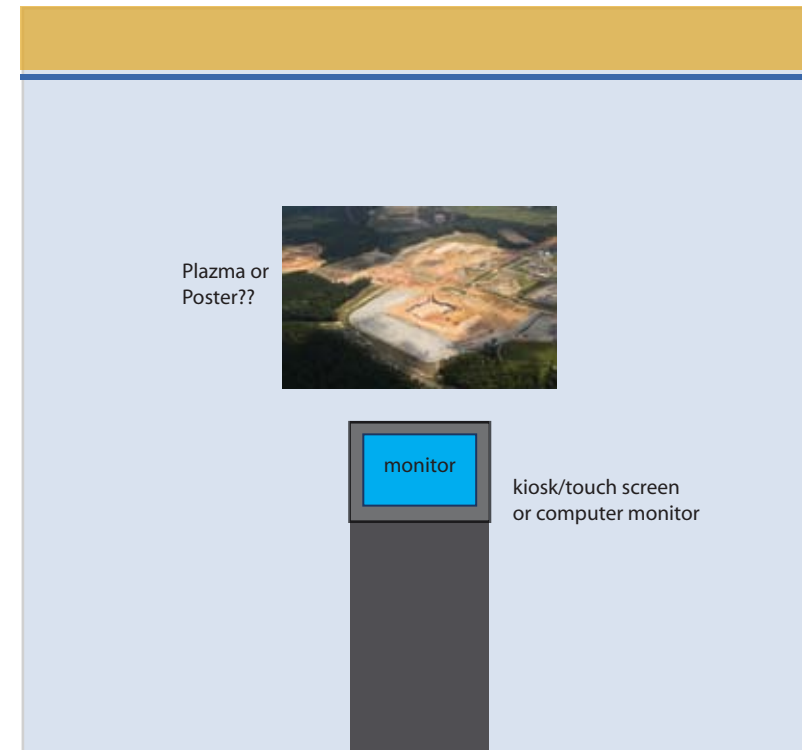 Plazma or
Poster??
monitor
kiosk/touch screen
or computer monitor